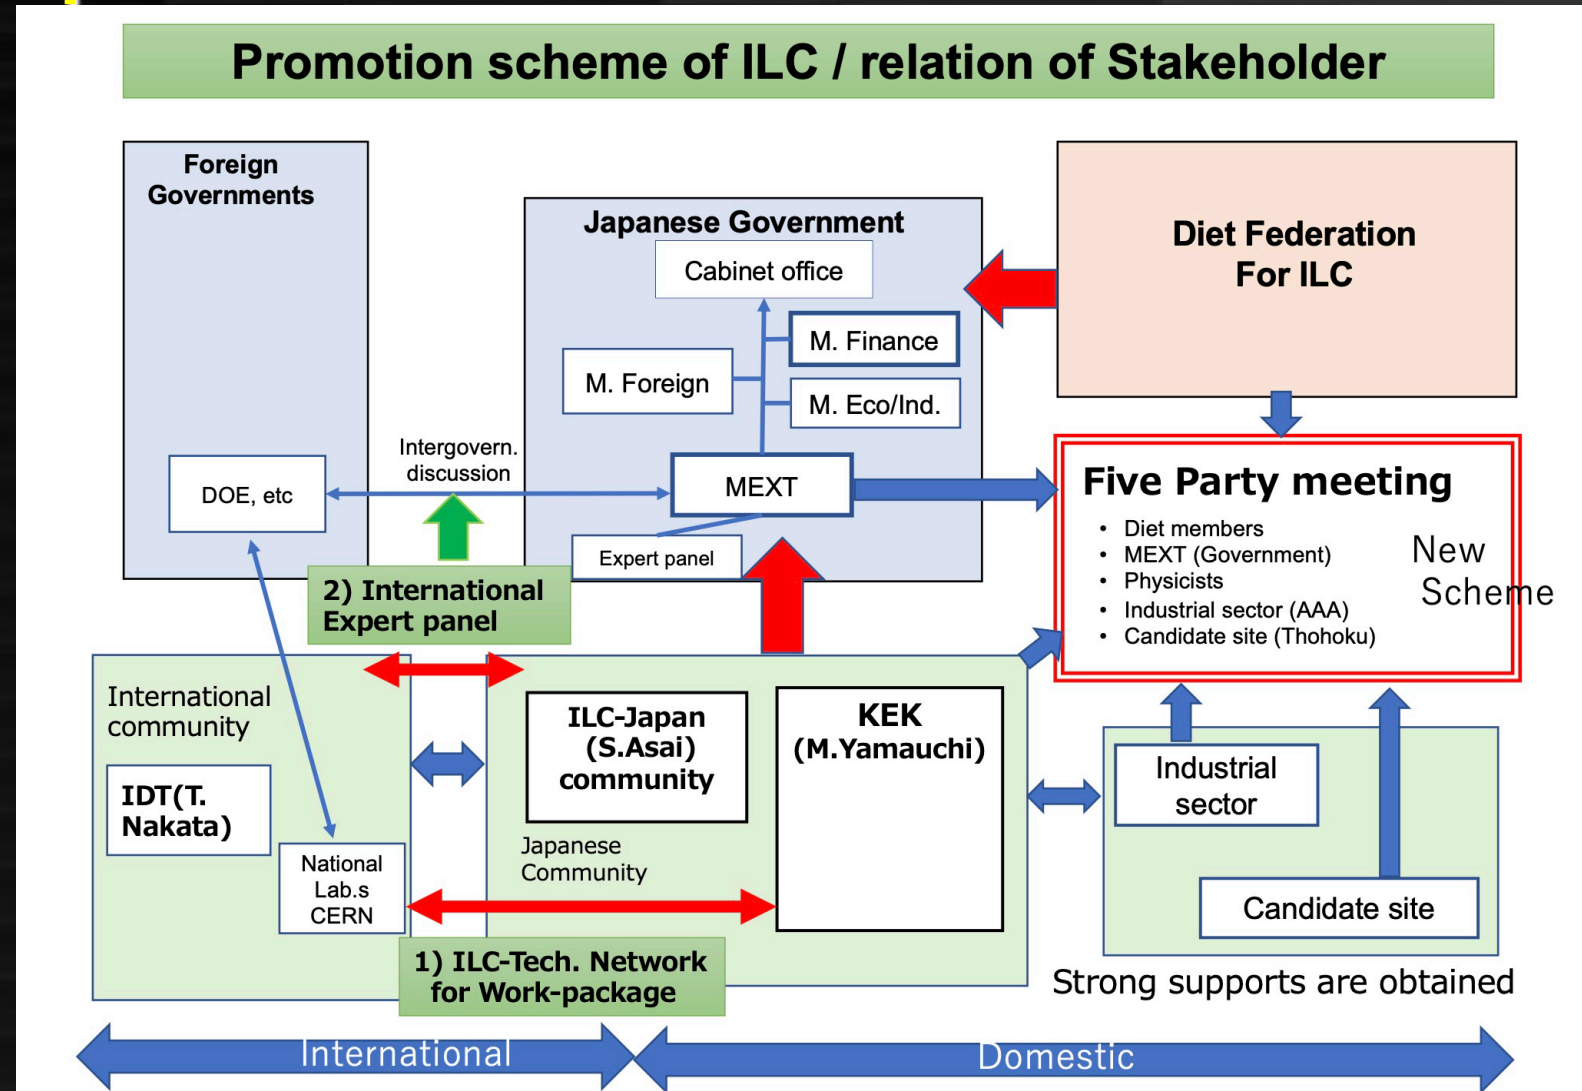 Promotion scheme of ILC / relation of Stakeholder
Foreign
Governments
DOE, etc
Intergovern.
discussion
Japanese Government
Cabinet office
M. Finance
M. Foreign
M. Eco/Ind.
MEXT
Expert panel
Diet Federation
For ILC
Five Party meeting
• Diet members
• MEXT (Government)
• Physicists
• Industrial sector (AAA)
• Candidate site (Thohoku)
New
Scheme
2) International
Expert panel
International
community
IDT(T.
Nakata)
National
Lab.s
CERN
ILC-Japan
(S.Asai)
community
Japanese
Community
KEK
(M.Yamauchi)
1) ILC-Tech. Network
for Work-package
Industrial
sector
Candidate site
Strong supports are obtained
International
Domestic